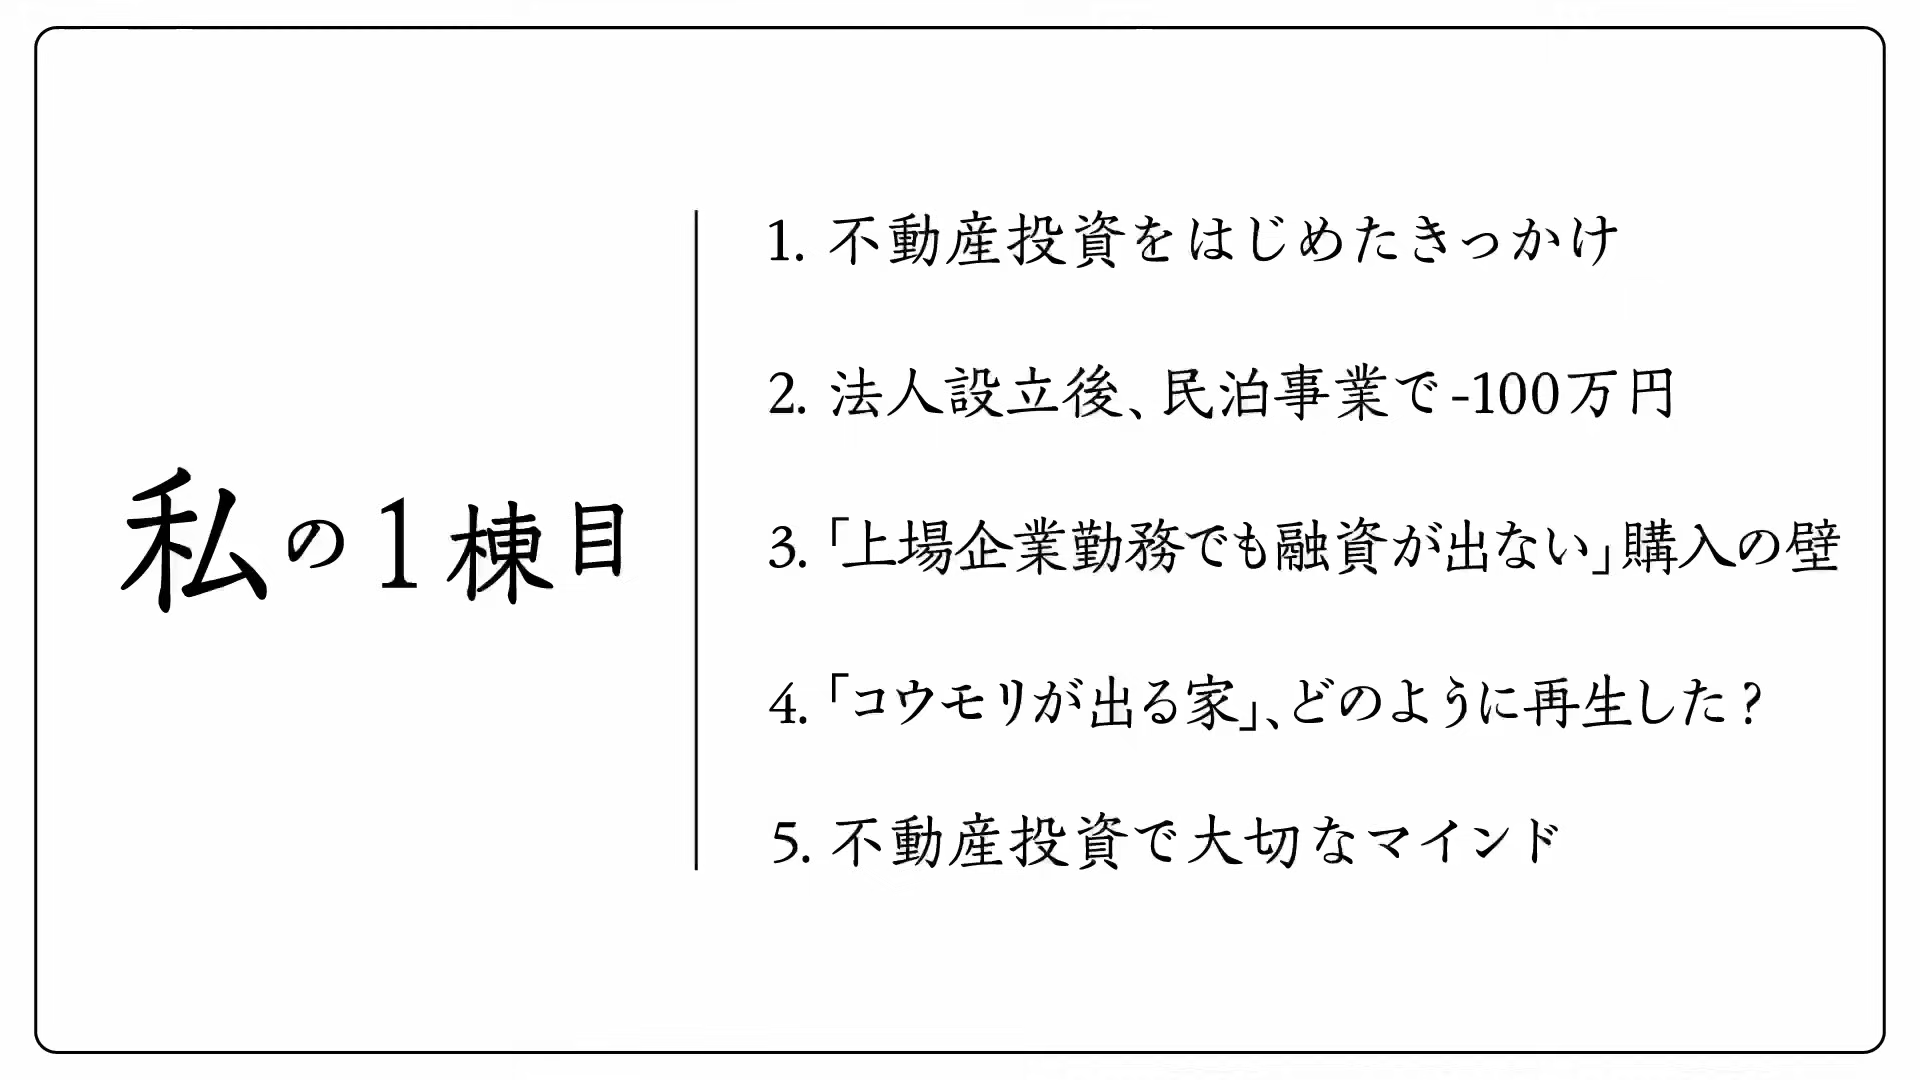 私の1棟目
1. 不動産投資をはじめたきっかけ
2. 法人設立後、民泊事業で-100万円
3.「上場企業勤務でも融資が出ない」購入の壁
4.「コウモリが出る家」、どのように再生した?
5. 不動産投資で大切なマインド